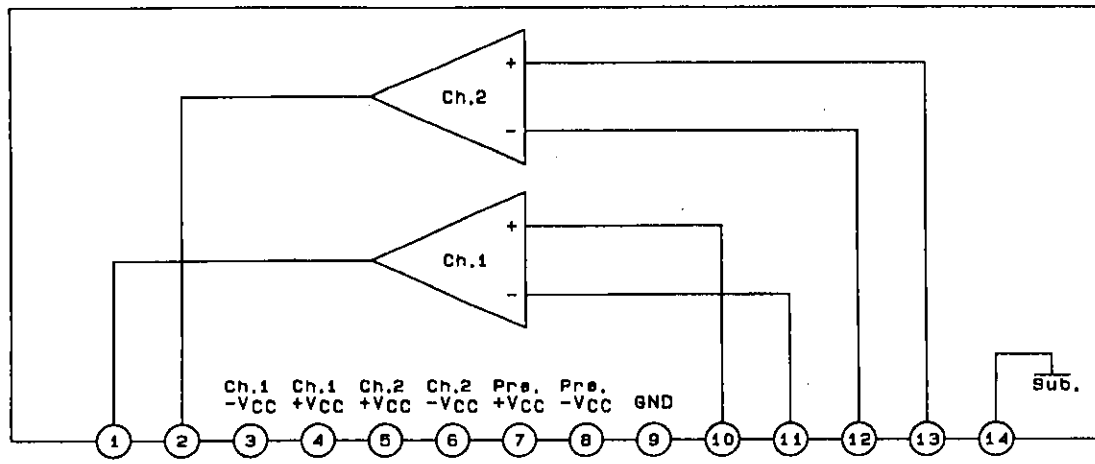 +
Ch.2
−
+
Ch.1
−
Ch.1 Ch.1 Ch.2 Ch.2 Pre. Pre.
-VCC +VCC +VCC -VCC +VCC -VCC GND
Sub.
1 2 3 4 5 6 7 8 9 10 11 12 13 14